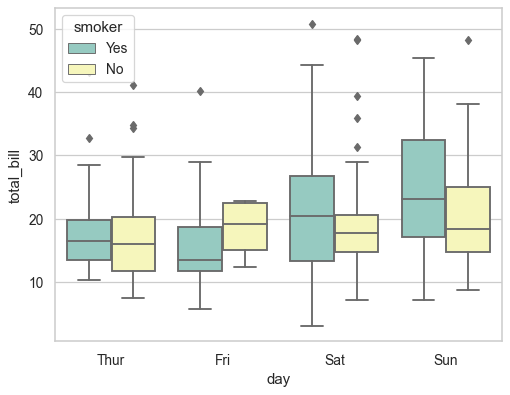 smoker
Yes
No
50
40
30
20
10
total_bill
Thur Fri Sat Sun
day